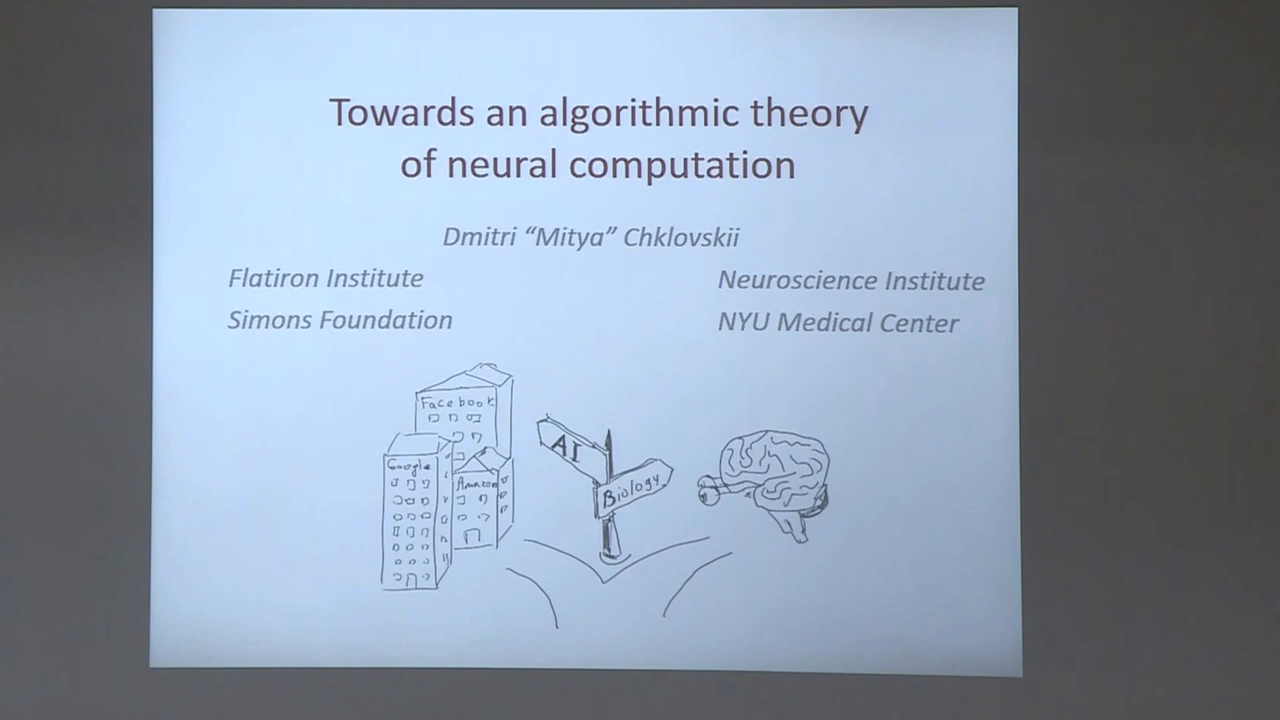 Towards an algorithmic theory
of neural computation
Dmitri “Mitya” Chklovskii
Flatiron Institute
Simons Foundation
Neuroscience Institute
NYU Medical Center
Facebook
Google
Amazon
AI
Biology